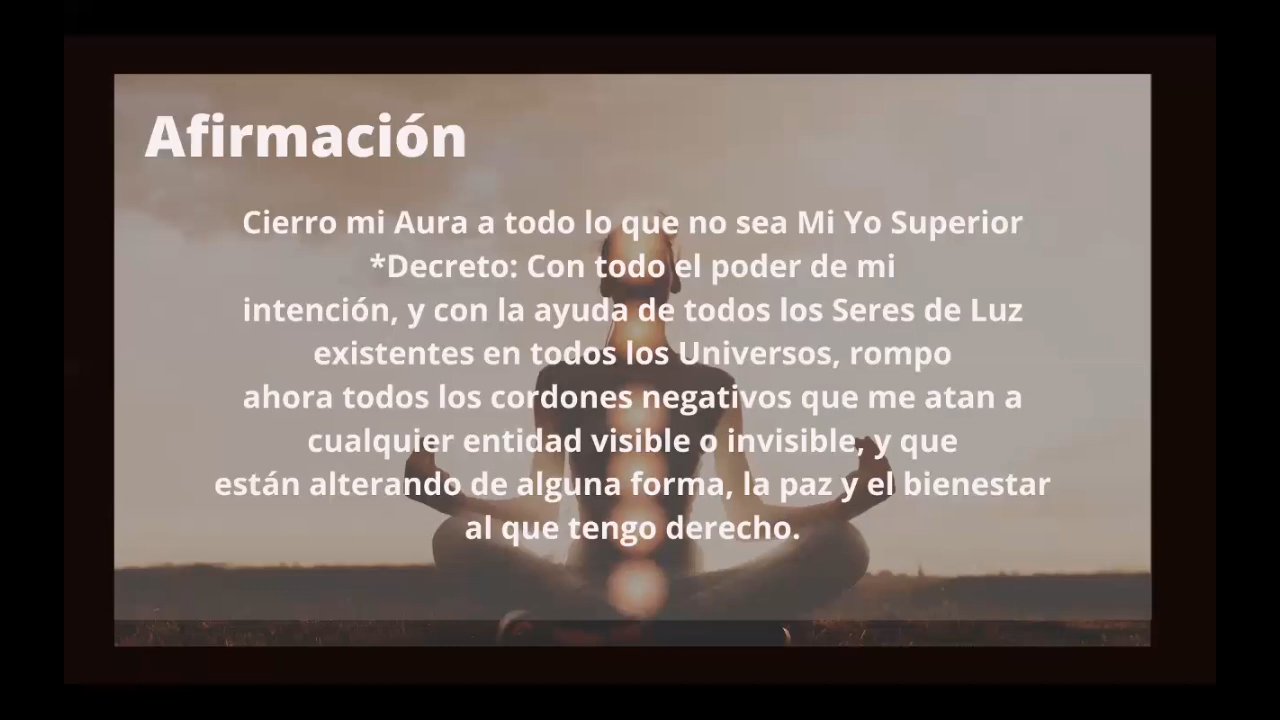 Afirmación
Cierro mi Aura a todo lo que no sea Mi Yo Superior
*Decreto: Con todo el poder de mi
intención, y con la ayuda de todos los Seres de Luz
existentes en todos los Universos, rompo
ahora todos los cordones negativos que me atan a
cualquier entidad visible o invisible, y que
están alterando de alguna forma, la paz y el bienestar
al que tengo derecho.